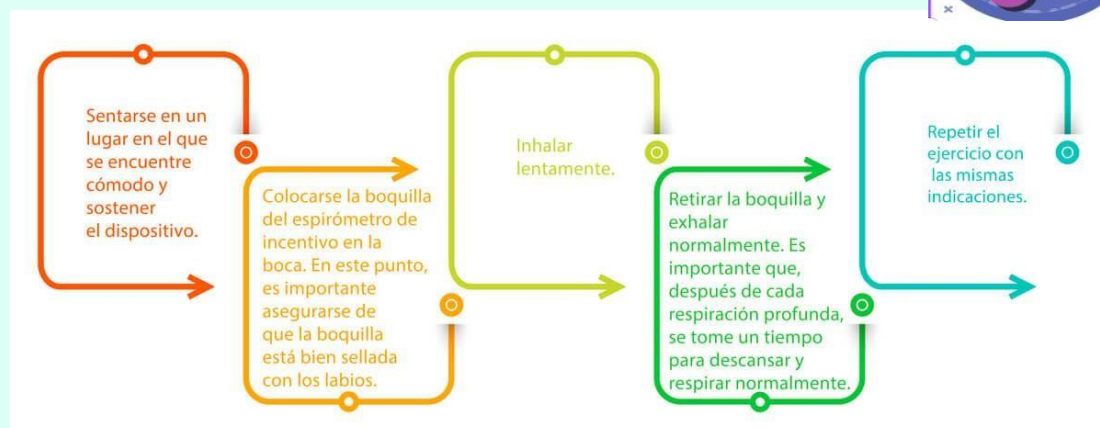 Sentarse en un
lugar en el que
se encuentre
cómodo y
sostener
el dispositivo.
Colocarse la boquilla
del espirómetro de
incentivo en la
boca. En este punto,
es importante
asegurarse de
que la boquilla
está bien sellada
con los labios.
Inhalar
lentamente.
Retirar la boquilla y
exhalar
normalmente. Es
importante que,
después de cada
respiración profunda,
se tome un tiempo
para descansar y
respirar normalmente.
Repetir el
ejercicio con
las mismas
indicaciones.